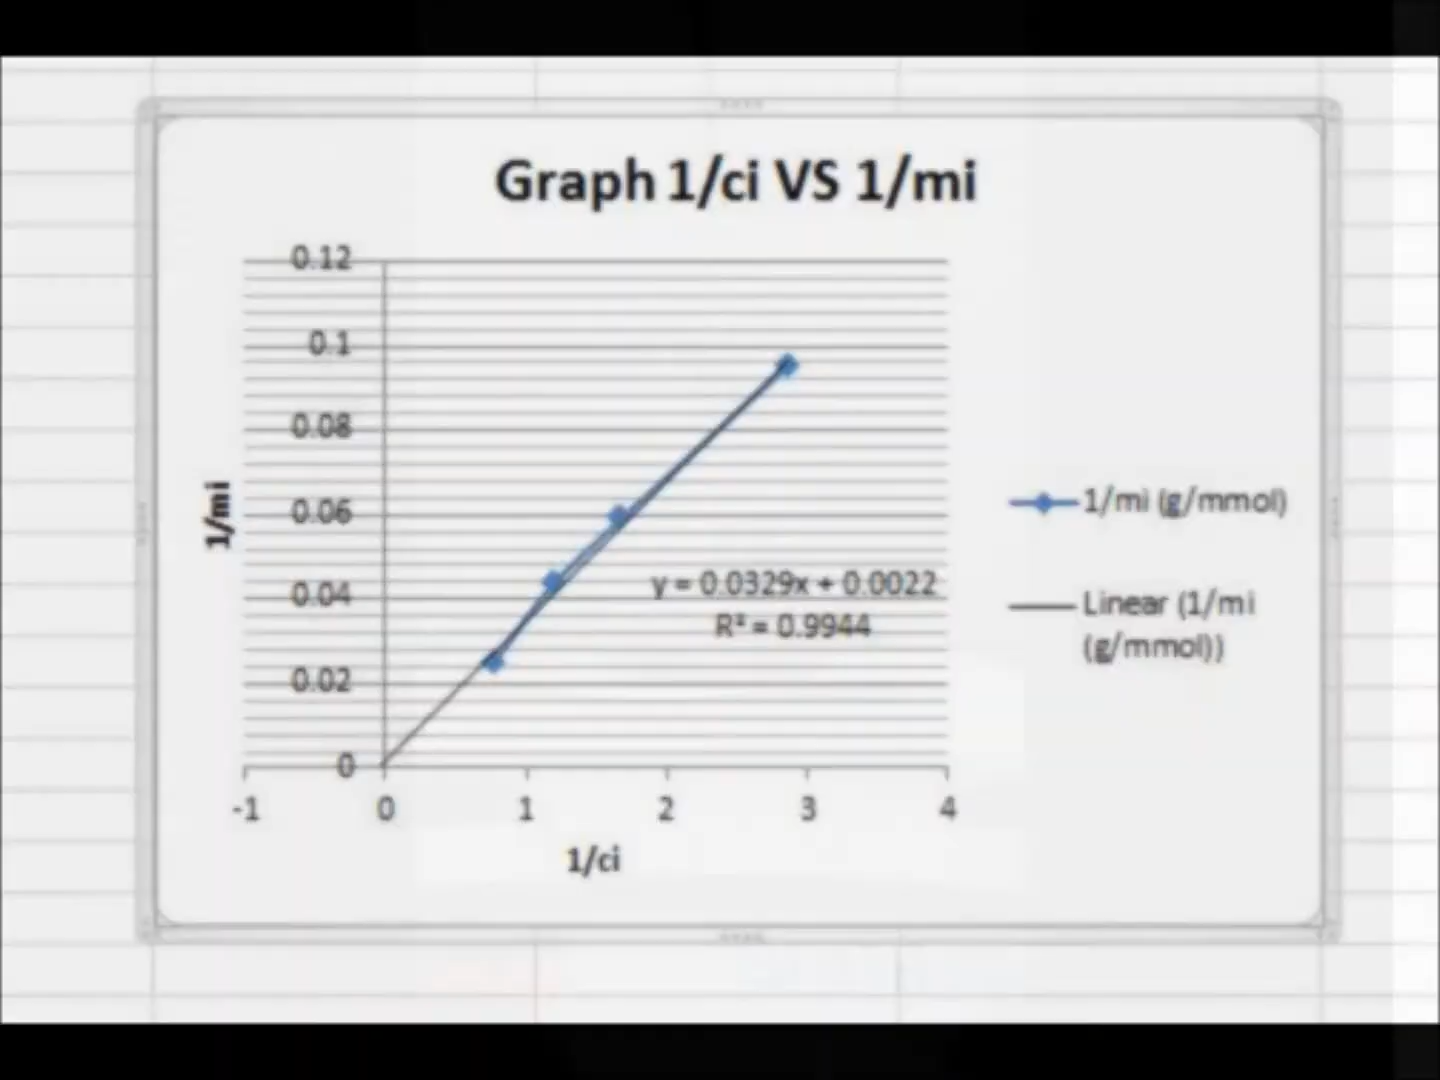 Graph 1/ci VS 1/mi
0.12
0.1
0.08
0.06
0.04
0.02
0
1/mi
y = 0.0329x + 0.0022
R² = 0.9944
-1 0 1 2 3 4
1/ci
1/mi (g/mmol)
Linear (1/mi
(g/mmol))